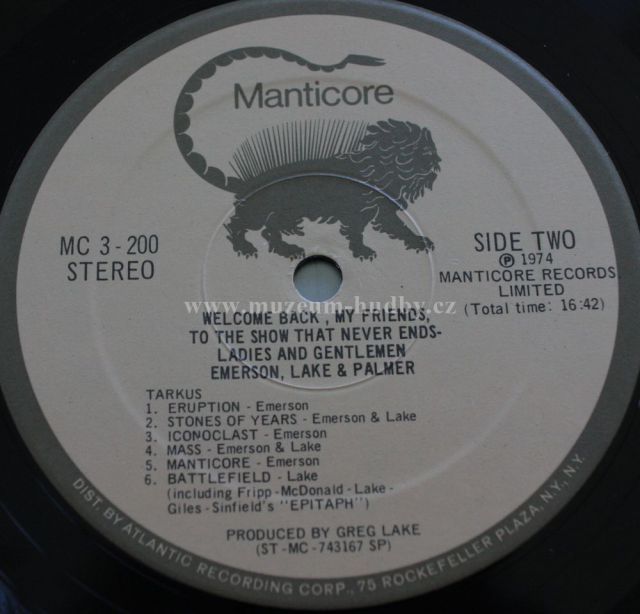 Manticore
MC 3-200
STEREO
SIDE TWO
Ⓟ 1974
MANTICORE RECORDS
LIMITED
(Total time: 16:42)
www.muzeum-hudby.cz
WELCOME BACK, MY FRIENDS,
TO THE SHOW THAT NEVER ENDS-
LADIES AND GENTLEMEN
EMERSON, LAKE & PALMER
TARKUS
1. ERUPTION - Emerson
2. STONES OF YEARS - Emerson & Lake
3. ICONOCLAST - Emerson
4. MASS - Emerson & Lake
5. MANTICORE - Emerson
6. BATTLEFIELD - Lake
(including Fripp-McDonald-Lake-
Giles-Sinfield's "EPITAPH")
PRODUCED BY GREG LAKE
(ST-MC-743167 SP)
DIST. BY ATLANTIC RECORDING CORP., 75 ROCKEFELLER PLAZA, N.Y., N.Y.